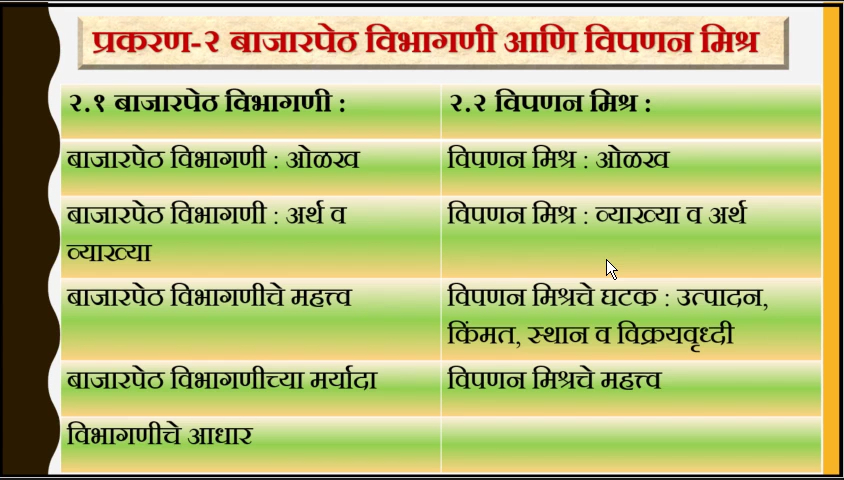 प्रकरण-२ बाजारपेठ विभागणी आणि विपणन मिश्र
२.१ बाजारपेठ विभागणी :
२.२ विपणन मिश्र :
बाजारपेठ विभागणी : ओळख
विपणन मिश्र : ओळख
बाजारपेठ विभागणी : अर्थ व
व्याख्या
विपणन मिश्र : व्याख्या व अर्थ
बाजारपेठ विभागणीचे महत्त्व
विपणन मिश्रचे घटक : उत्पादन,
किंमत, स्थान व विक्रयवृध्दी
बाजारपेठ विभागणीच्या मर्यादा
विपणन मिश्रचे महत्त्व
विभागणीचे आधार